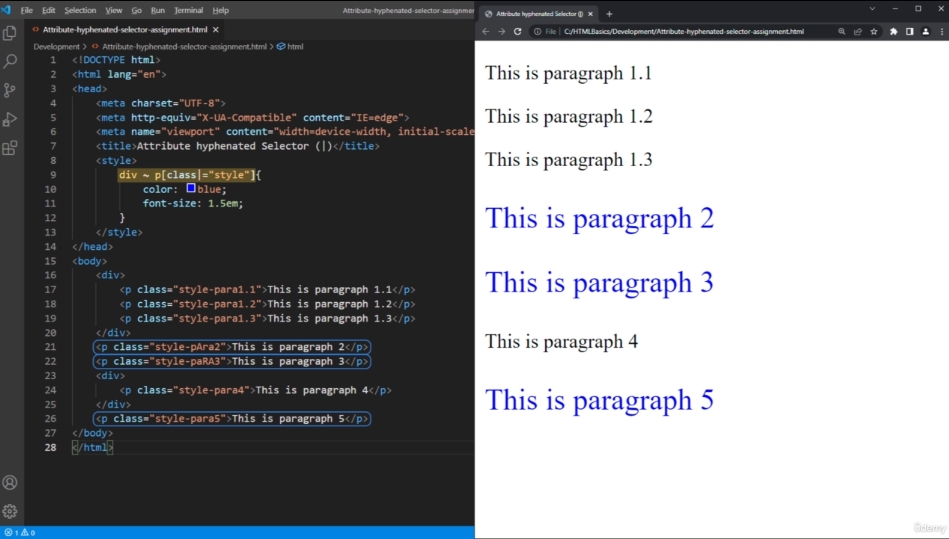 File Edit Selection View Go Run Terminal Help Attribute-hyphenated-selector-assignmen
Attribute-hyphenated-selector-assignment.html ×
Development > Attribute-hyphenated-selector-assignment.html > html
1 <!DOCTYPE html>
2 <html lang="en">
3 <head>
4 <meta charset="UTF-8">
5 <meta http-equiv="X-UA-Compatible" content="IE=edge">
6 <meta name="viewport" content="width=device-width, initial-scale
7 <title>Attribute hyphenated Selector (|)</title>
8 <style>
9 div ~ p[class|="style"]{
10 color: blue;
11 font-size: 1.5em;
12 }
13 </style>
14 </head>
15 <body>
16 <div>
17 <p class="style-para1.1">This is paragraph 1.1</p>
18 <p class="style-para1.2">This is paragraph 1.2</p>
19 <p class="style-para1.3">This is paragraph 1.3</p>
20 </div>
21 <p class="style-pAra2">This is paragraph 2</p>
22 <p class="style-paRA3">This is paragraph 3</p>
23 <div>
24 <p class="style-para4">This is paragraph 4</p>
25 </div>
26 <p class="style-para5">This is paragraph 5</p>
27 </body>
28 </html>
1 0
Attribute hyphenated Selector (|) × +
File | C:/HTMLBasics/Development/Attribute-hyphenated-selector-assignment.html
This is paragraph 1.1
This is paragraph 1.2
This is paragraph 1.3
This is paragraph 2
This is paragraph 3
This is paragraph 4
This is paragraph 5
ûdemy